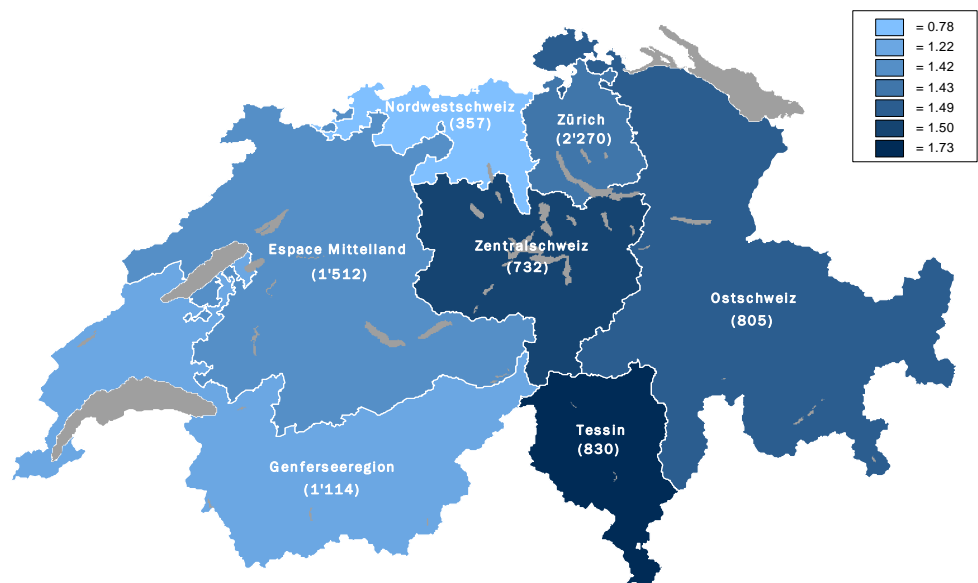 = 0.78
= 1.22
= 1.42
= 1.43
= 1.49
= 1.50
= 1.73
Nordwestschweiz
(357)
Zürich
(2'270)
Espace Mittelland
(1'512)
Zentralschweiz
(732)
Ostschweiz
(805)
Tessin
(830)
Genferseeregion
(1'114)